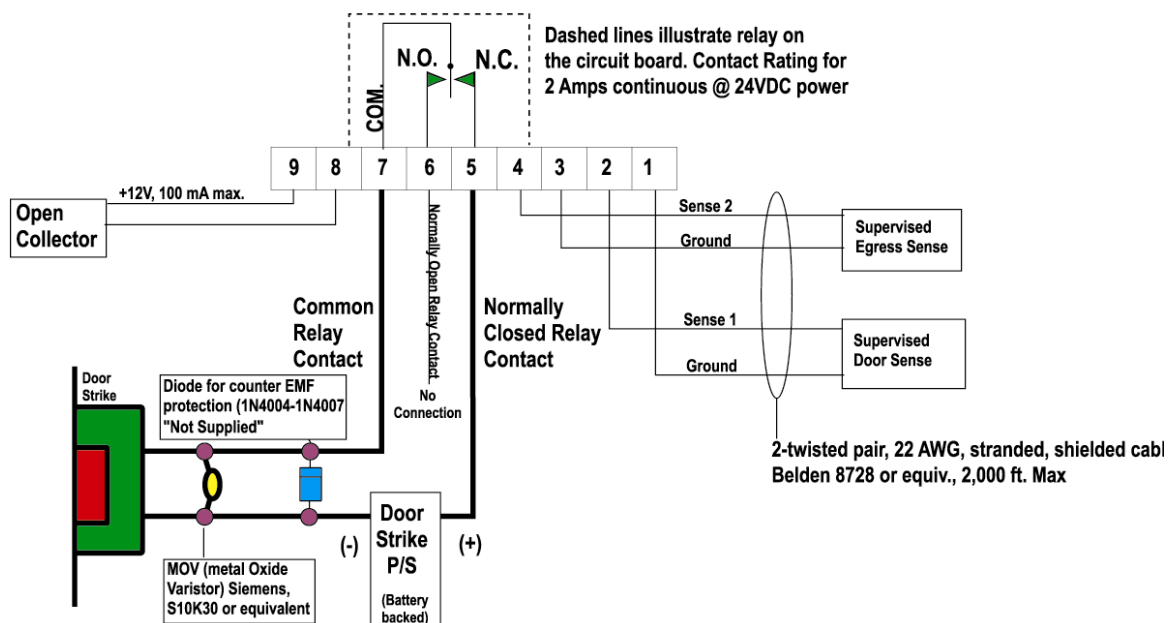 Dashed lines illustrate relay on
the circuit board. Contact Rating for
2 Amps continuous @ 24VDC power
N.O.
N.C.
COM.
9
8
7
6
5
4
3
2
1
+12V, 100 mA max.
Open
Collector
Sense 2
Ground
Supervised
Egress Sense
Sense 1
Ground
Supervised
Door Sense
Common
Relay
Contact
Normally Open Relay Contact
No
Connection
Normally
Closed Relay
Contact
Door
Strike
Diode for counter EMF
protection (1N4004-1N4007
"Not Supplied"
2-twisted pair, 22 AWG, stranded, shielded cabl
Belden 8728 or equiv., 2,000 ft. Max
(-)
Door
Strike
P/S
(Battery
backed)
(+)
MOV (metal Oxide
Varistor) Siemens,
S10K30 or equivalent